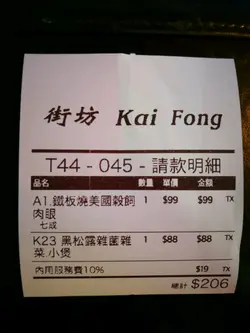 街坊 Kai Fong
T44 - 045 - 請款明細
品名 數量 單價 金額
A1.鐵板燒美國穀飼 1 $99 $99 TX
肉眼
七成
K23 黑松露雜菌雜 1 $88 $88 TX
菜.小煲
內用服務費10% $19 TX
總計 $206